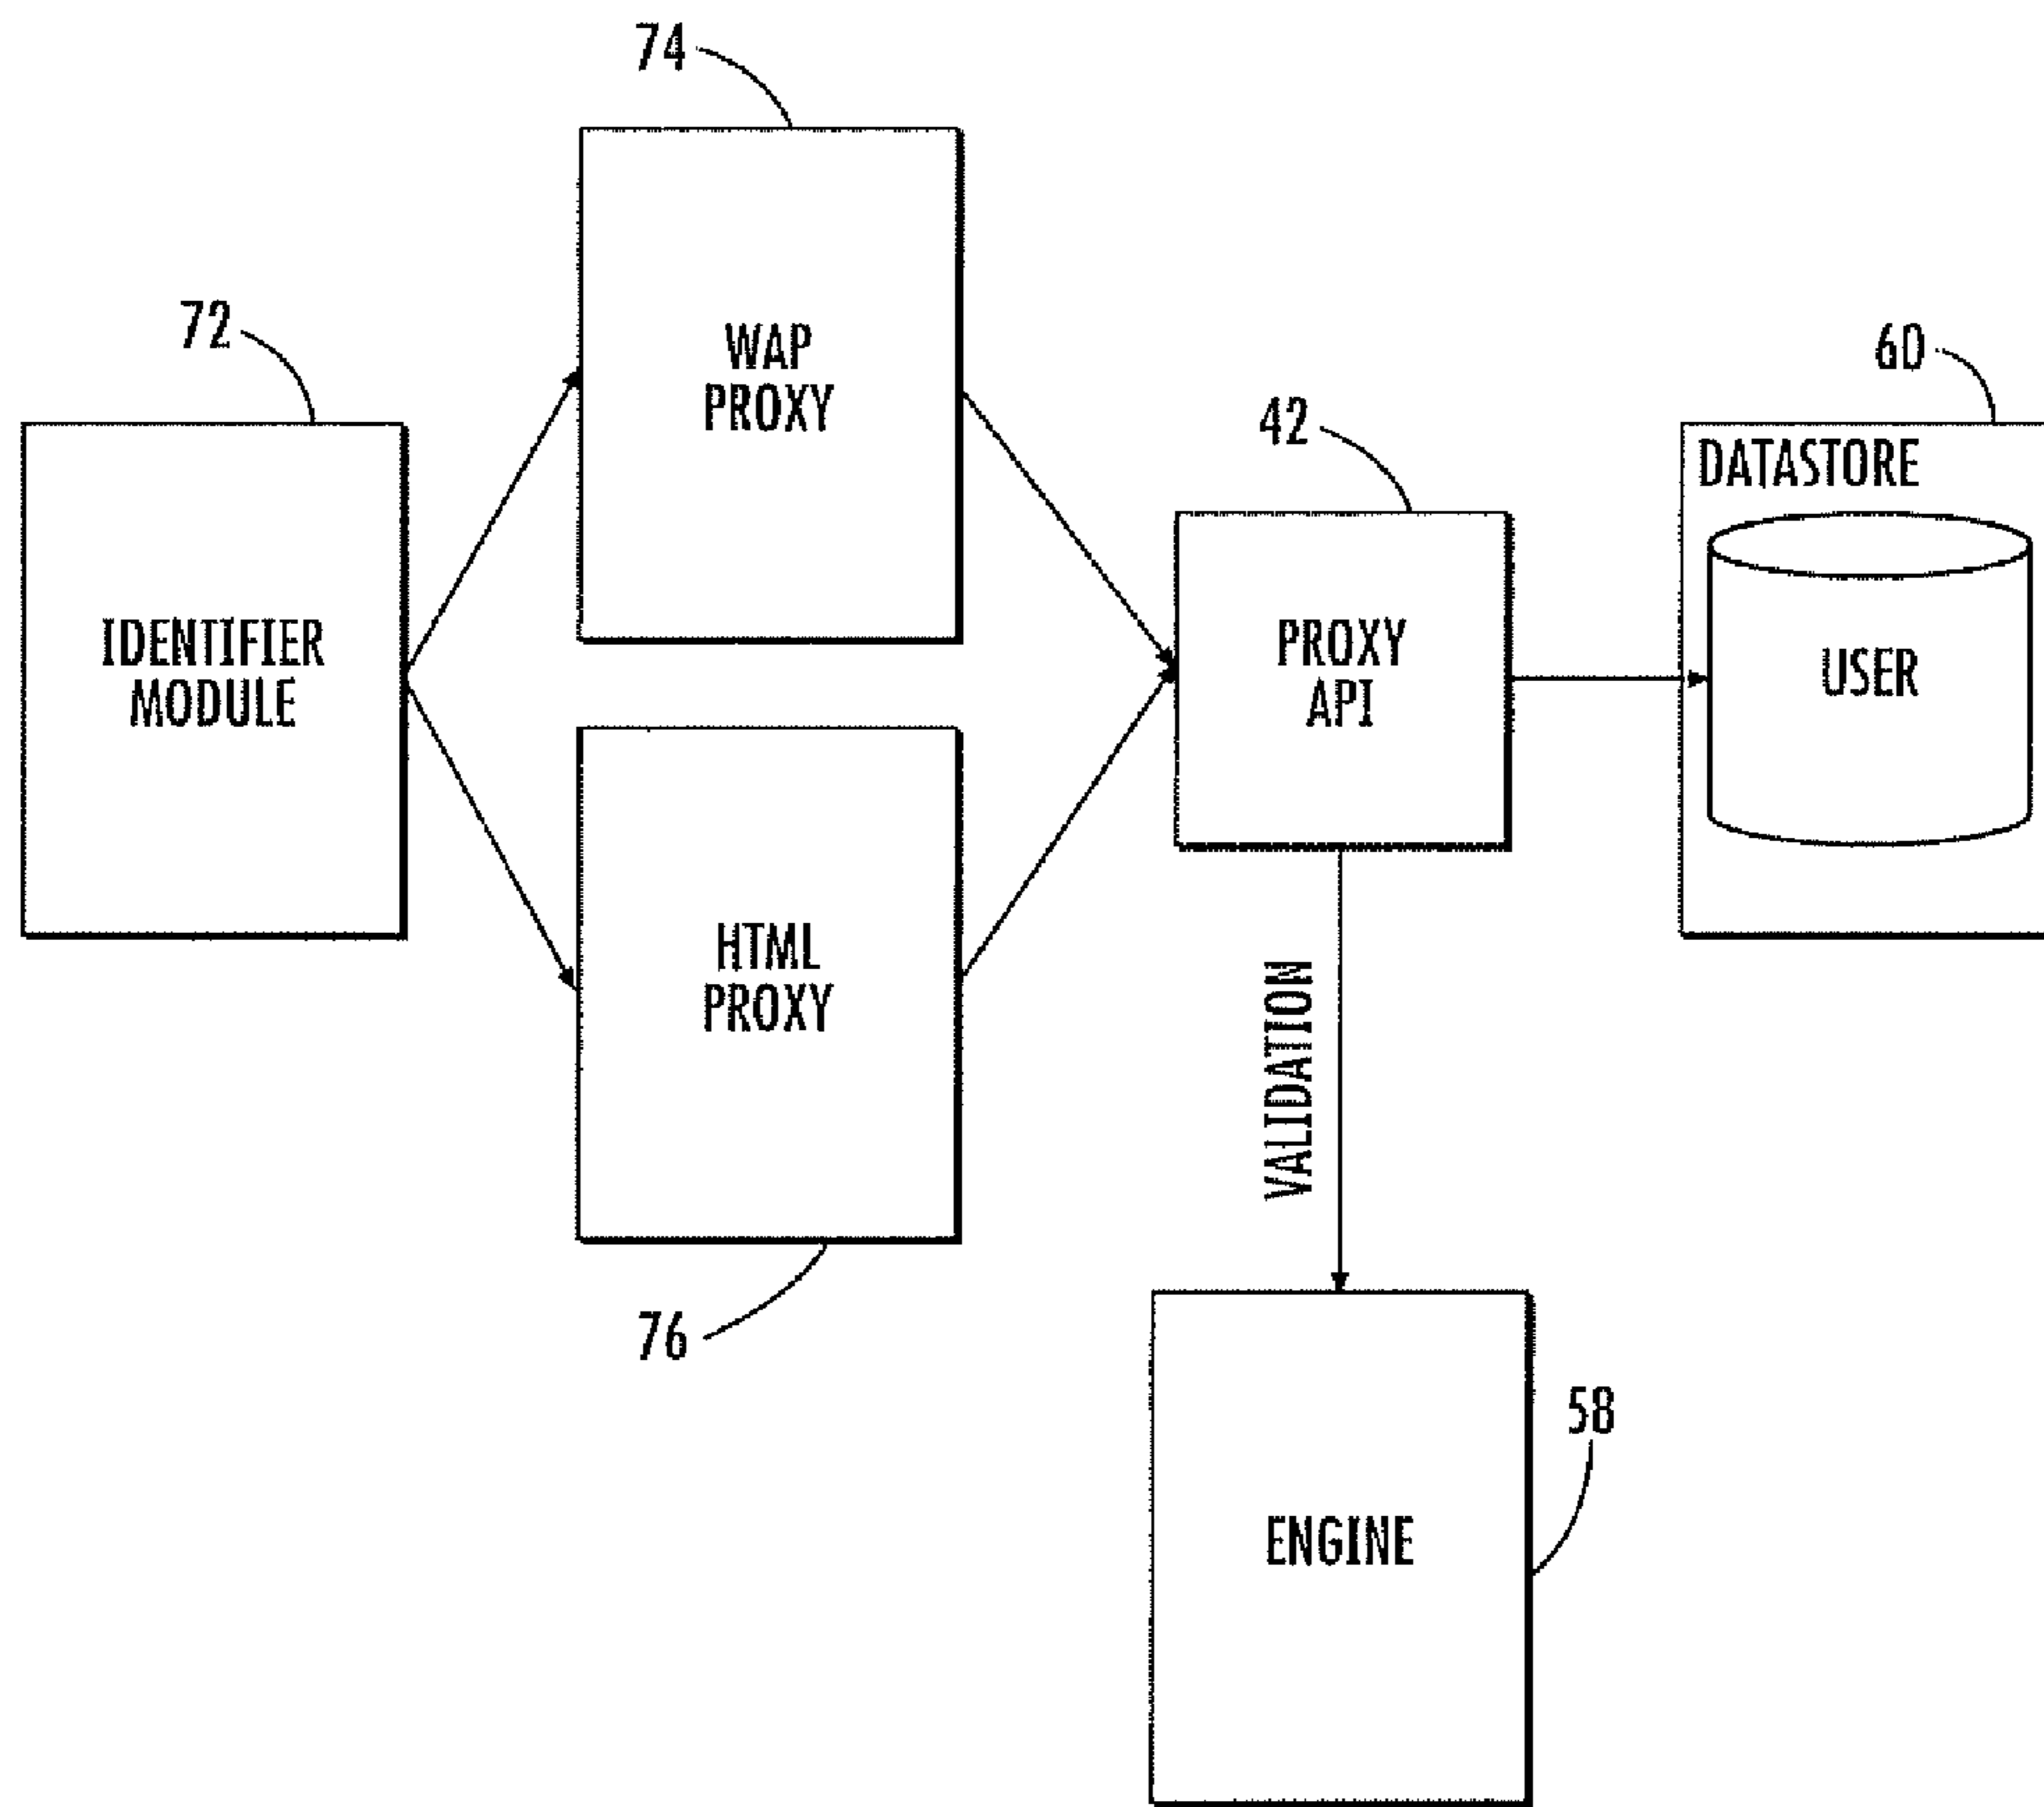 74
WAP
PROXY
72
IDENTIFIER
MODULE
60
DATASTORE
USER
42
PROXY
API
HTML
PROXY
76
VALIDATION
58
ENGINE